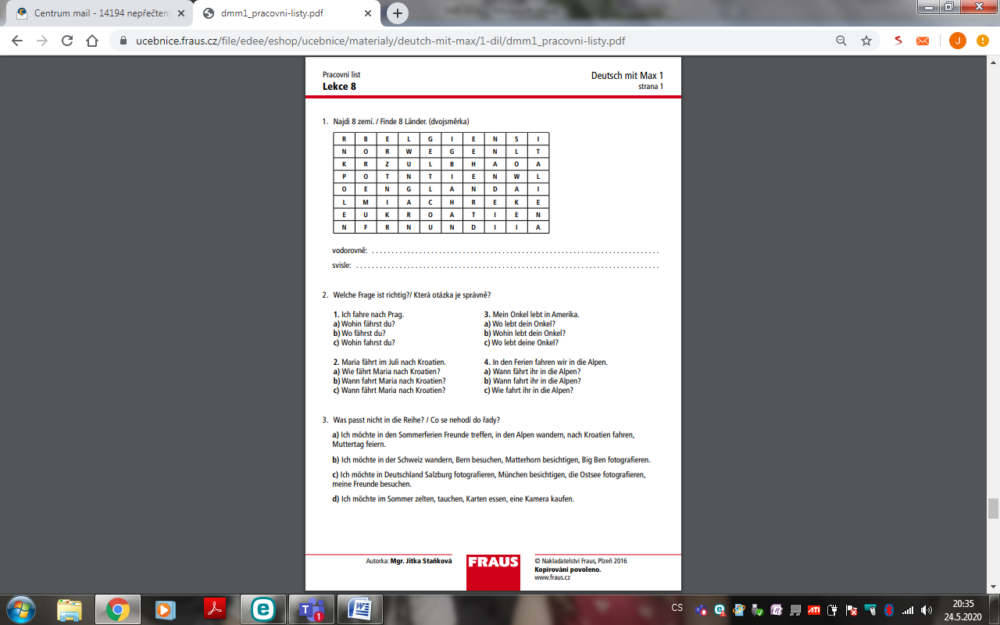 Centrum mail - 14194 nepřečten
dmm1_pracovni-listy.pdf
ucebnice.fraus.cz/file/edee/eshop/ucebnice/materialy/deutch-mit-max/1-dil/dmm1_pracovni-listy.pdf
J
Pracovní list
Lekce 8
Deutsch mit Max 1
strana 1
1. Najdi 8 zemí. / Finde 8 Länder. (dvojsměrka)
R B E L G I E N S I
N O R W E G E N L T
K R Z U L B H A O A
P O T N T I E N W L
O E N G L A N D A I
L M I A C H R E K E
E U K R O A T I E N
N F R N U N D I I A
vodorovně: ........................................................................
svisle: ............................................................................
2. Welche Frage ist richtig?/ Která otázka je správně?
1. Ich fahre nach Prag.
a) Wohin fährst du?
b) Wo fährst du?
c) Wohin fahrst du?
2. Maria fährt im Juli nach Kroatien.
a) Wie fährt Maria nach Kroatien?
b) Wann fahrt Maria nach Kroatien?
c) Wann fährt Maria nach Kroatien?
3. Mein Onkel lebt in Amerika.
a) Wo lebt dein Onkel?
b) Wohin lebt dein Onkel?
c) Wo lebt deine Onkel?
4. In den Ferien fahren wir in die Alpen.
a) Wann fährt ihr in die Alpen?
b) Wann fahrt ihr in die Alpen?
c) Wie fahrt ihr in die Alpen?
3. Was passt nicht in die Reihe? / Co se nehodí do řady?
a) Ich möchte in den Sommerferien Freunde treffen, in den Alpen wandern, nach Kroatien fahren,
Muttertag feiern.
b) Ich möchte in der Schweiz wandern, Bern besuchen, Matterhorn besichtigen, Big Ben fotografieren.
c) Ich möchte in Deutschland Salzburg fotografieren, München besichtigen, die Ostsee fotografieren,
meine Freunde besuchen.
d) Ich möchte im Sommer zelten, tauchen, Karten essen, eine Kamera kaufen.
Autorka: Mgr. Jitka Staňková
FRAUS
© Nakladatelství Fraus, Plzeň 2016
Kopírování povoleno.
www.fraus.cz
CS
ATI
20:35
24.5.2020